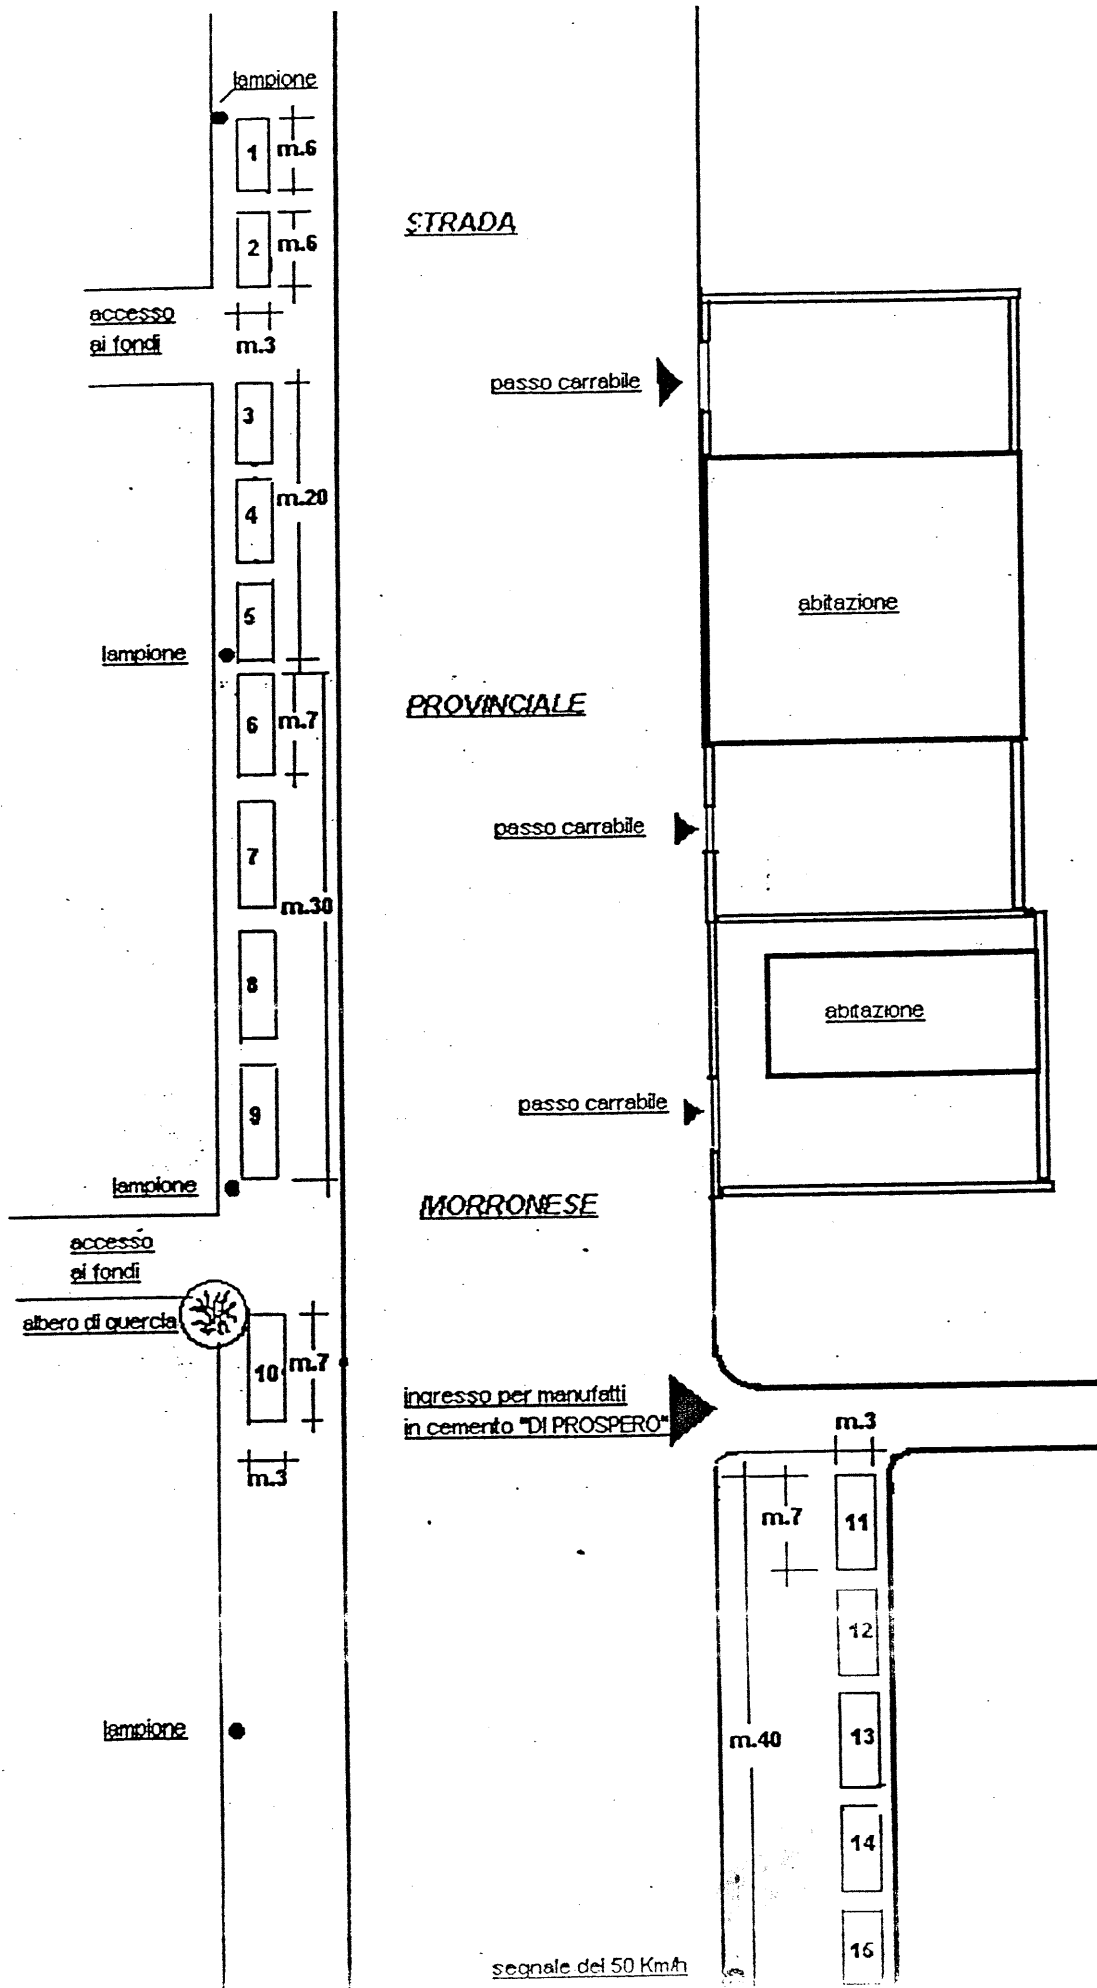 lampione
1
m.6
STRADA
2
m.6
accesso
ai fondi
m.3
passo carrabile
3
m.20
4
abitazione
5
lampione
PROVINCIALE
6
m.7
passo carrabile
7
m.30
8
abitazione
passo carrabile
9
lampione
MORRONESE
accesso
ai fondi
albero di quercia
10
m.7
ingresso per manufatti
in cemento "DI PROSPERO"
m.3
m.3
m.7
11
12
lampione
m.40
13
14
15
segnale dei 50 Km/h